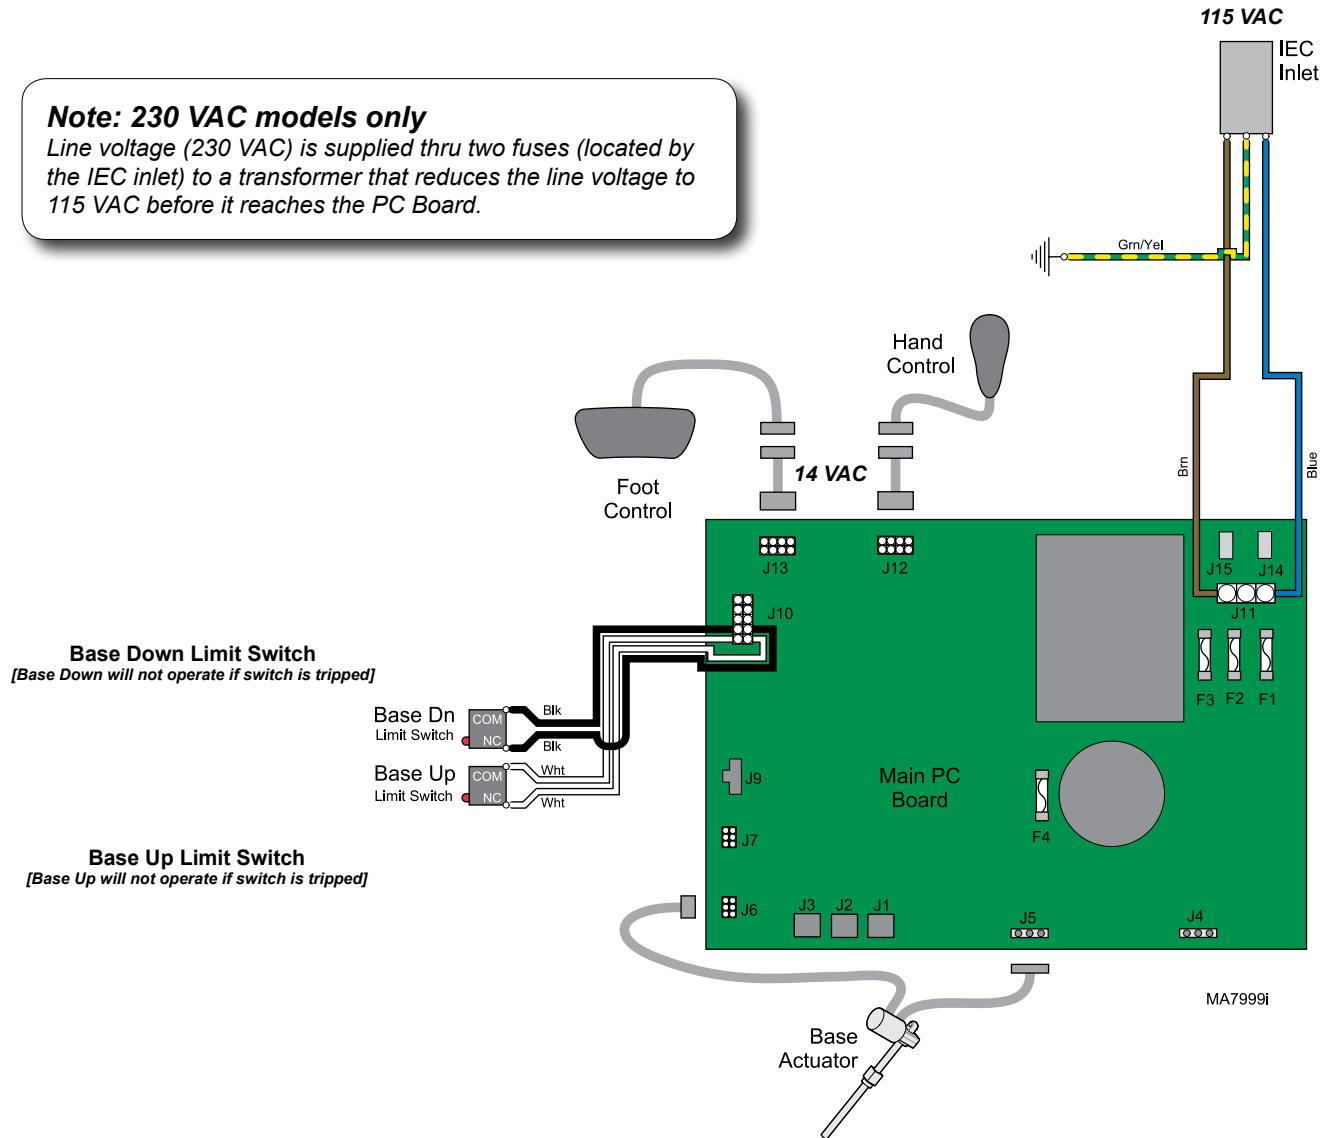 115 VAC
IEC
Inlet
Note: 230 VAC models only
Line voltage (230 VAC) is supplied thru two fuses (located by
the IEC inlet) to a transformer that reduces the line voltage to
115 VAC before it reaches the PC Board.
Grn/Yel
Hand
Control
Brn
Blue
14 VAC
Foot
Control
J13
J12
J15
J14
J11
J10
F3
F2
F1
Base Down Limit Switch
[Base Down will not operate if switch is tripped]
Base Dn
Limit Switch
COM
NC
Blk
Blk
Base Up
Limit Switch
COM
NC
Wht
Wht
J9
Main PC
Board
F4
J7
Base Up Limit Switch
[Base Up will not operate if switch is tripped]
J6
J3
J2
J1
J5
J4
MA7999i
Base
Actuator